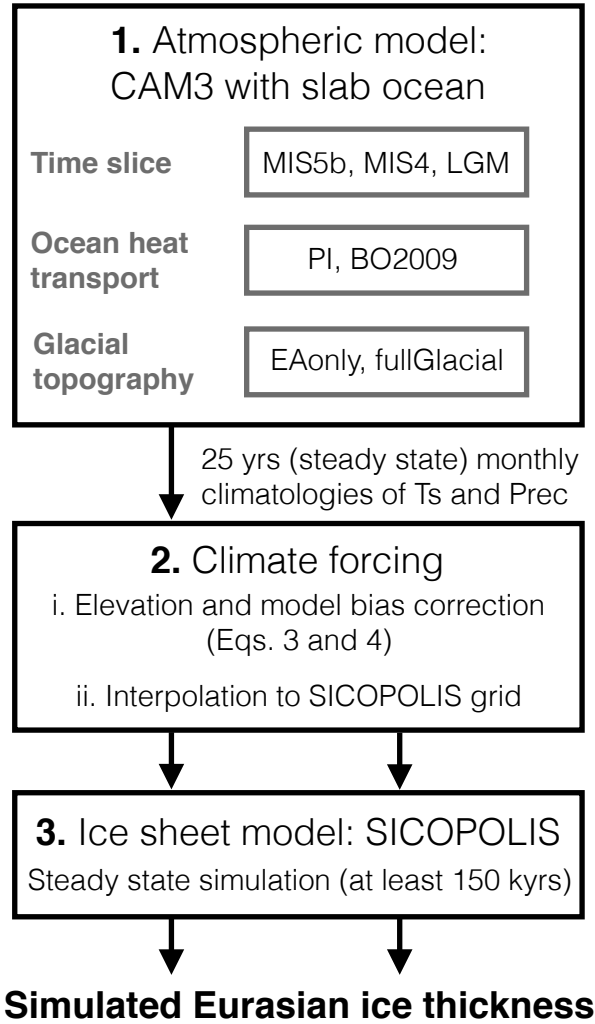 1. Atmospheric model:
CAM3 with slab ocean
Time slice
MIS5b, MIS4, LGM
Ocean heat
transport
PI, BO2009
Glacial
topography
EAonly, fullGlacial
25 yrs (steady state) monthly
climatologies of Ts and Prec
2. Climate forcing
i. Elevation and model bias correction
(Eqs. 3 and 4)
ii. Interpolation to SICOPOLIS grid
3. Ice sheet model: SICOPOLIS
Steady state simulation (at least 150 kyrs)
Simulated Eurasian ice thickness